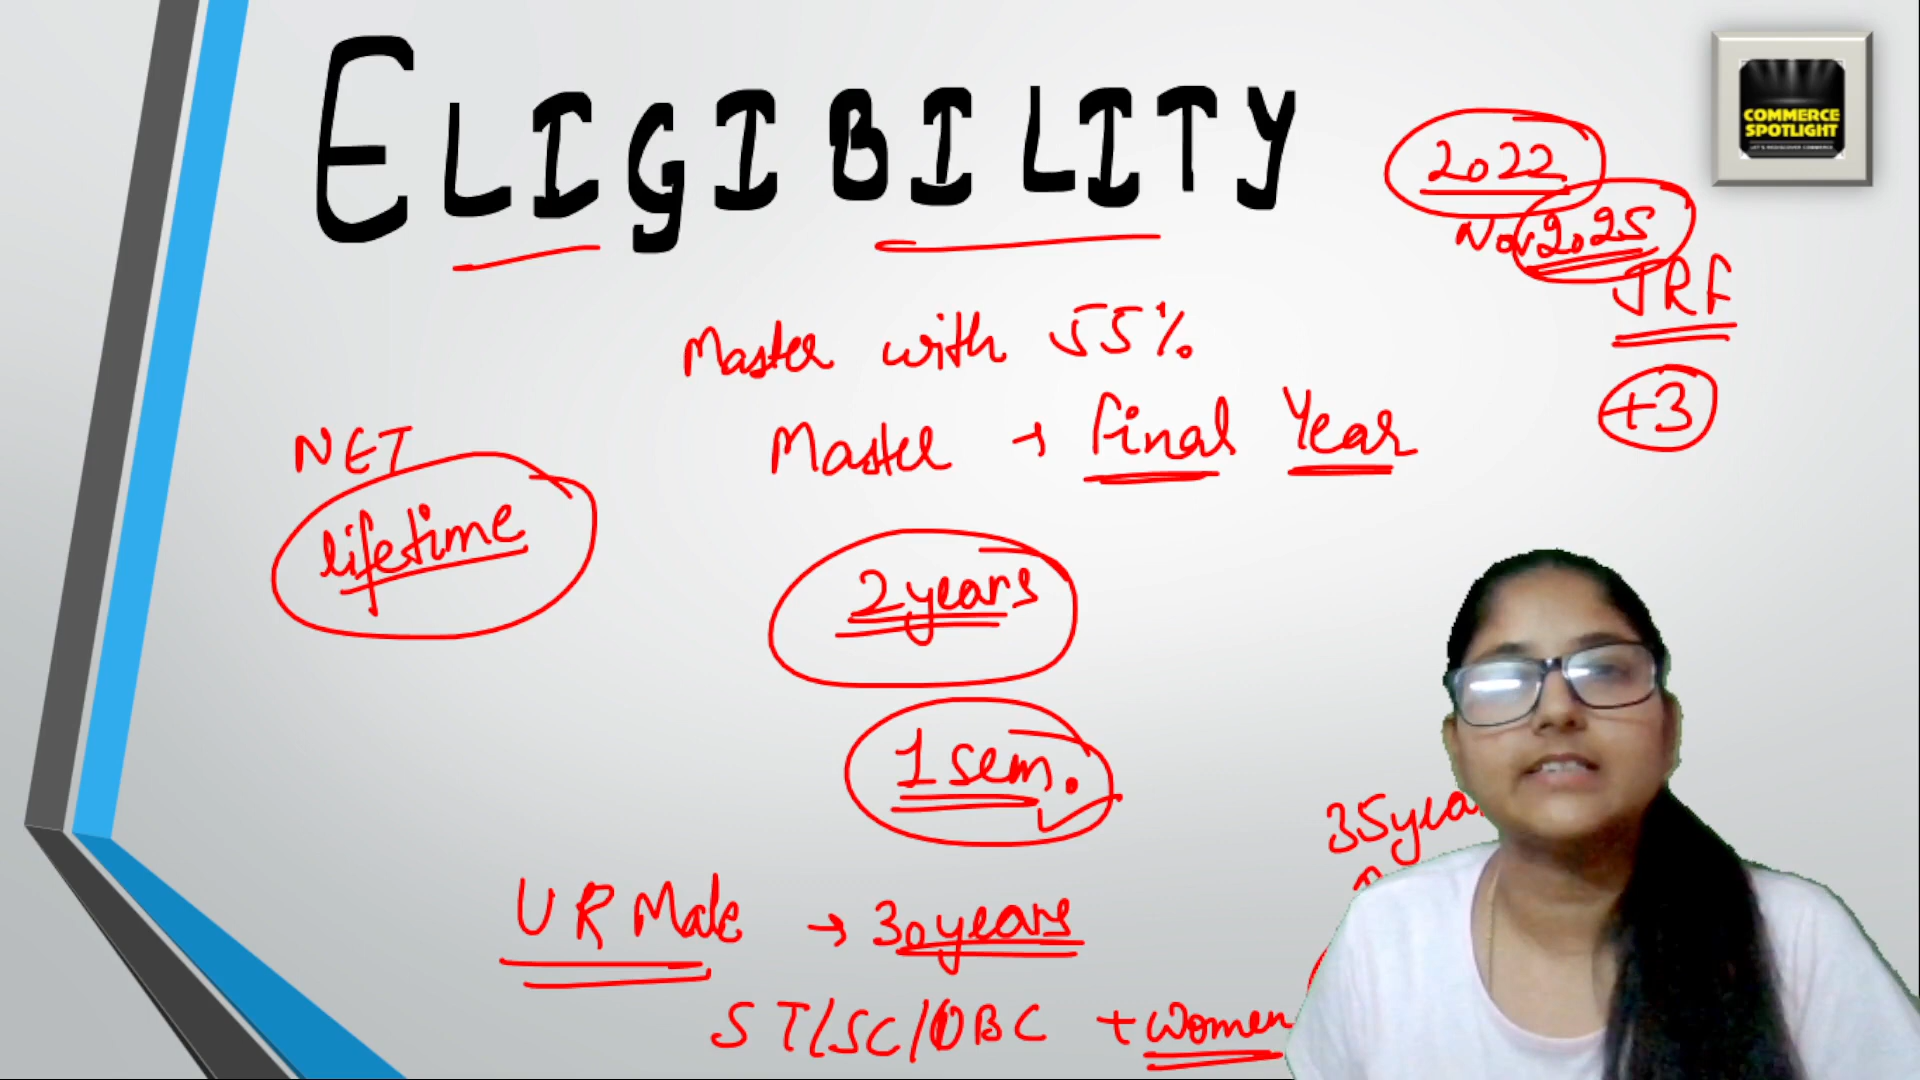 ELIGIBILITY
COMMERCE
SPOTLIGHT
2022
Nov 2025
JRF
+3
Master with 55%
Master → Final Year
NET
lifetime
2 years
1 sem.
35 year
UR Male → 30 years
ST/SC/OBC + women